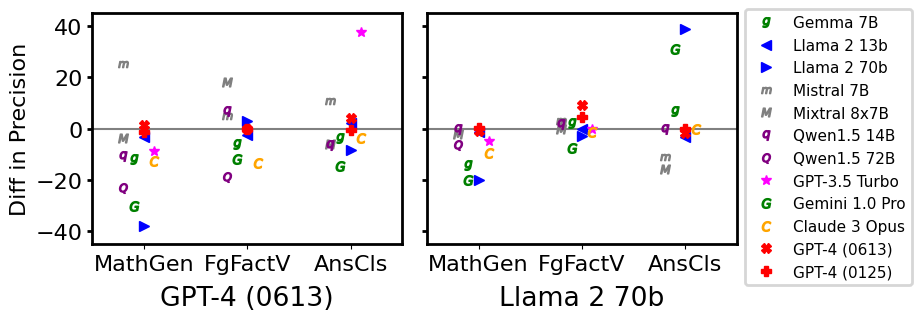 Diff in Precision
40
20
0
−20
−40
MathGen FgFactV AnsCls
GPT-4 (0613)
MathGen FgFactV AnsCls
Llama 2 70b
g Gemma 7B
Llama 2 13b
Llama 2 70b
m Mistral 7B
M Mixtral 8x7B
q Qwen1.5 14B
Q Qwen1.5 72B
GPT-3.5 Turbo
G Gemini 1.0 Pro
C Claude 3 Opus
GPT-4 (0613)
GPT-4 (0125)